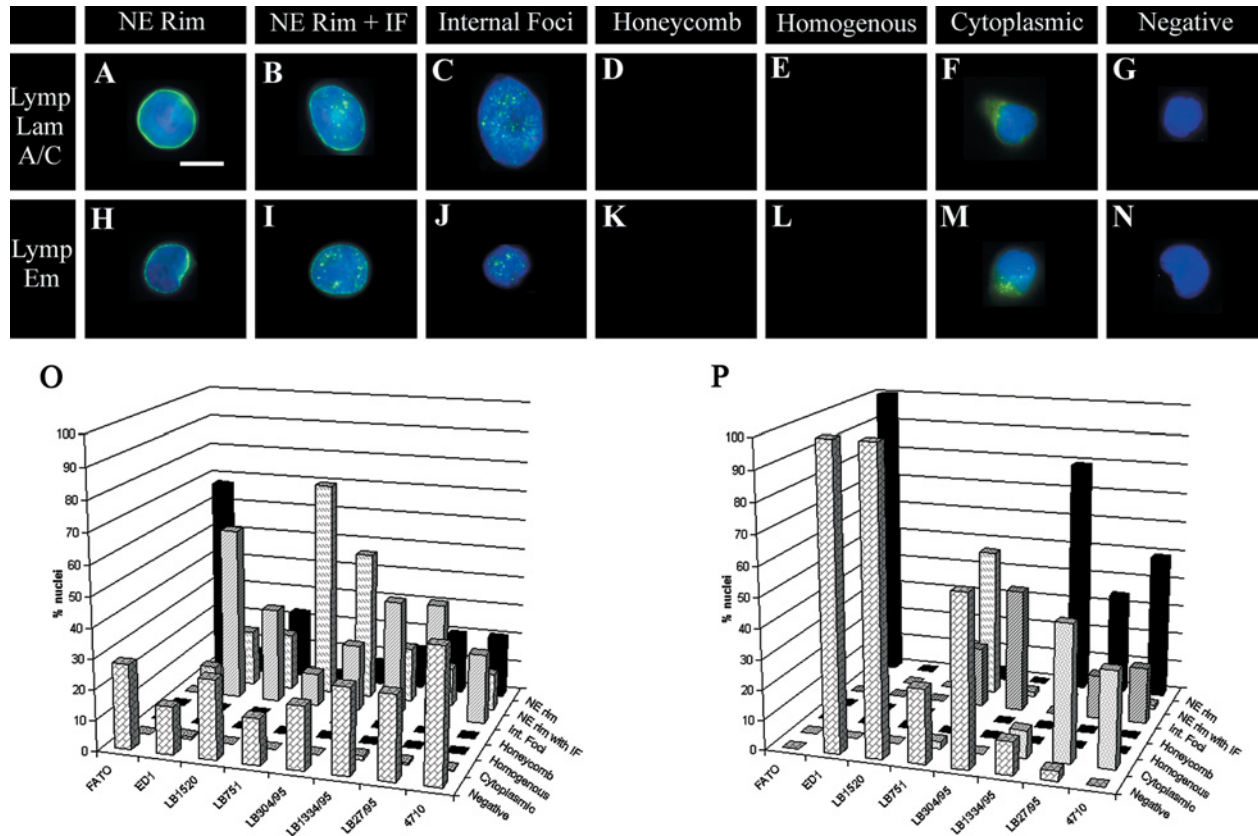 NE Rim
NE Rim + IF
Internal Foci
Honeycomb
Homogenous
Cytoplasmic
Negative
Lymp
Lam
A/C
A
B
C
D
E
F
G
Lymp
Em
H
I
J
K
L
M
N
O
100
90
80
70
60
50
40
30
20
10
0
% nuclei
FATO
ED1
LB1520
LB751
LB304/95
LB1334/95
LB27/95
4710
NE rim
NE rim with IF
Int. Foci
Honeycomb
Homogenous
Cytoplasmic
Negative
P
100
90
80
70
60
50
40
30
20
10
0
% nuclei
FATO
ED1
LB1520
LB751
LB304/95
LB1334/95
LB27/95
4710
NE rim
NE rim with IF
Int. Foci
Honeycomb
Homogenous
Cytoplasmic
Negative